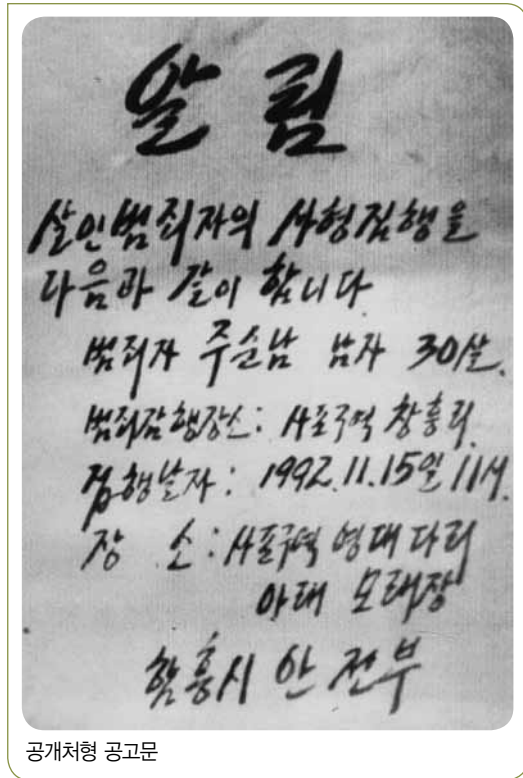 알 림
살인범죄자의 사형집행을
다음과 같이 합니다
범죄자 주순남 남자 30살.
범죄감행장소: 사포구역 창흥리.
집행날자: 1992.11.15일 11시.
장 소: 사포구역 영대다리
아래 모래장
함흥시 안전부
공개처형 공고문